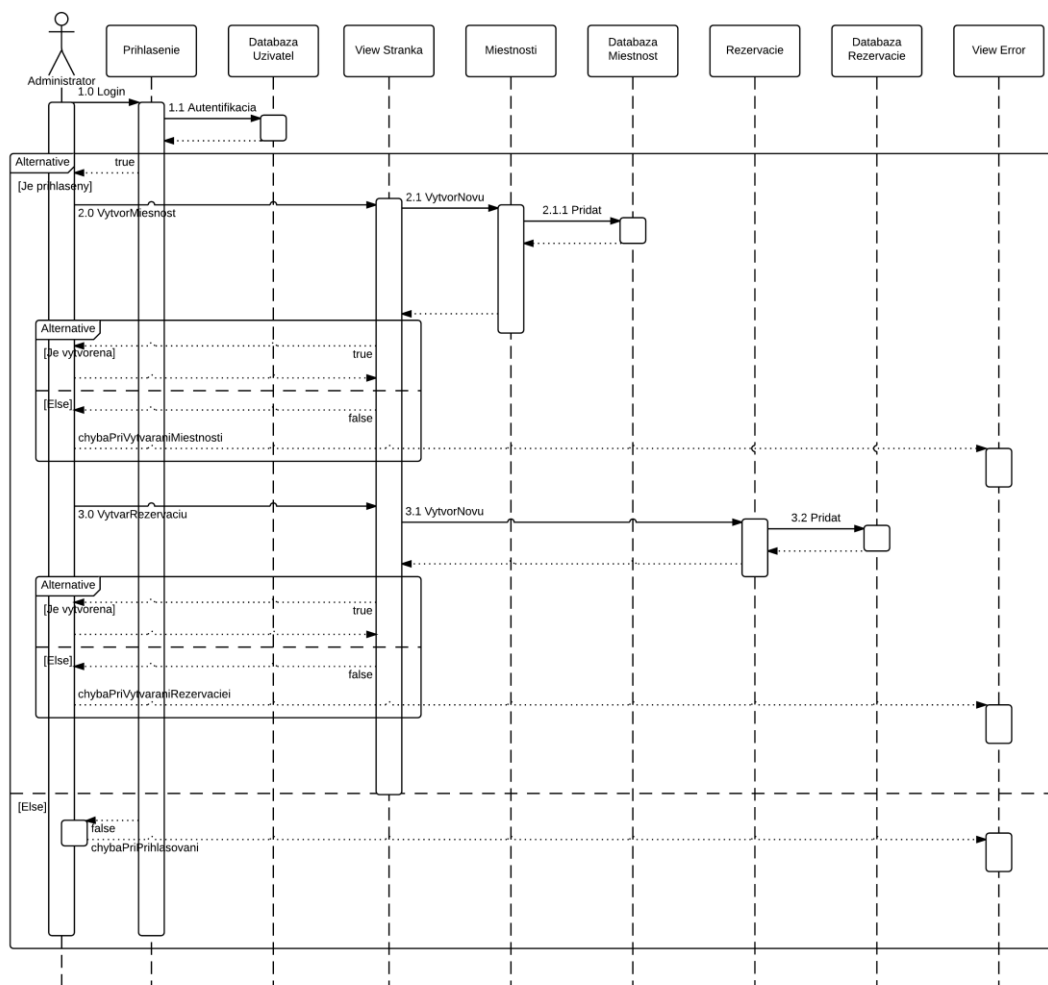 Administrator
Prihlasenie
Databaza
Uzivatel
View Stranka
Miestnosti
Databaza
Miestnost
Rezervacie
Databaza
Rezervacie
View Error
1.0 Login
1.1 Autentifikacia
Alternative
true
[Je prihlaseny]
2.0 VytvorMiesnost
2.1 VytvorNovu
2.1.1 Pridat
Alternative
[Je vytvorena]
true
[Else]
false
chybaPriVytvaraniMiestnosti
3.0 VytvarRezervaciu
3.1 VytvorNovu
3.2 Pridat
Alternative
[Je vytvorena]
true
[Else]
false
chybaPriVytvaraniRezervaciei
[Else]
false
chybaPriPrihlasovani